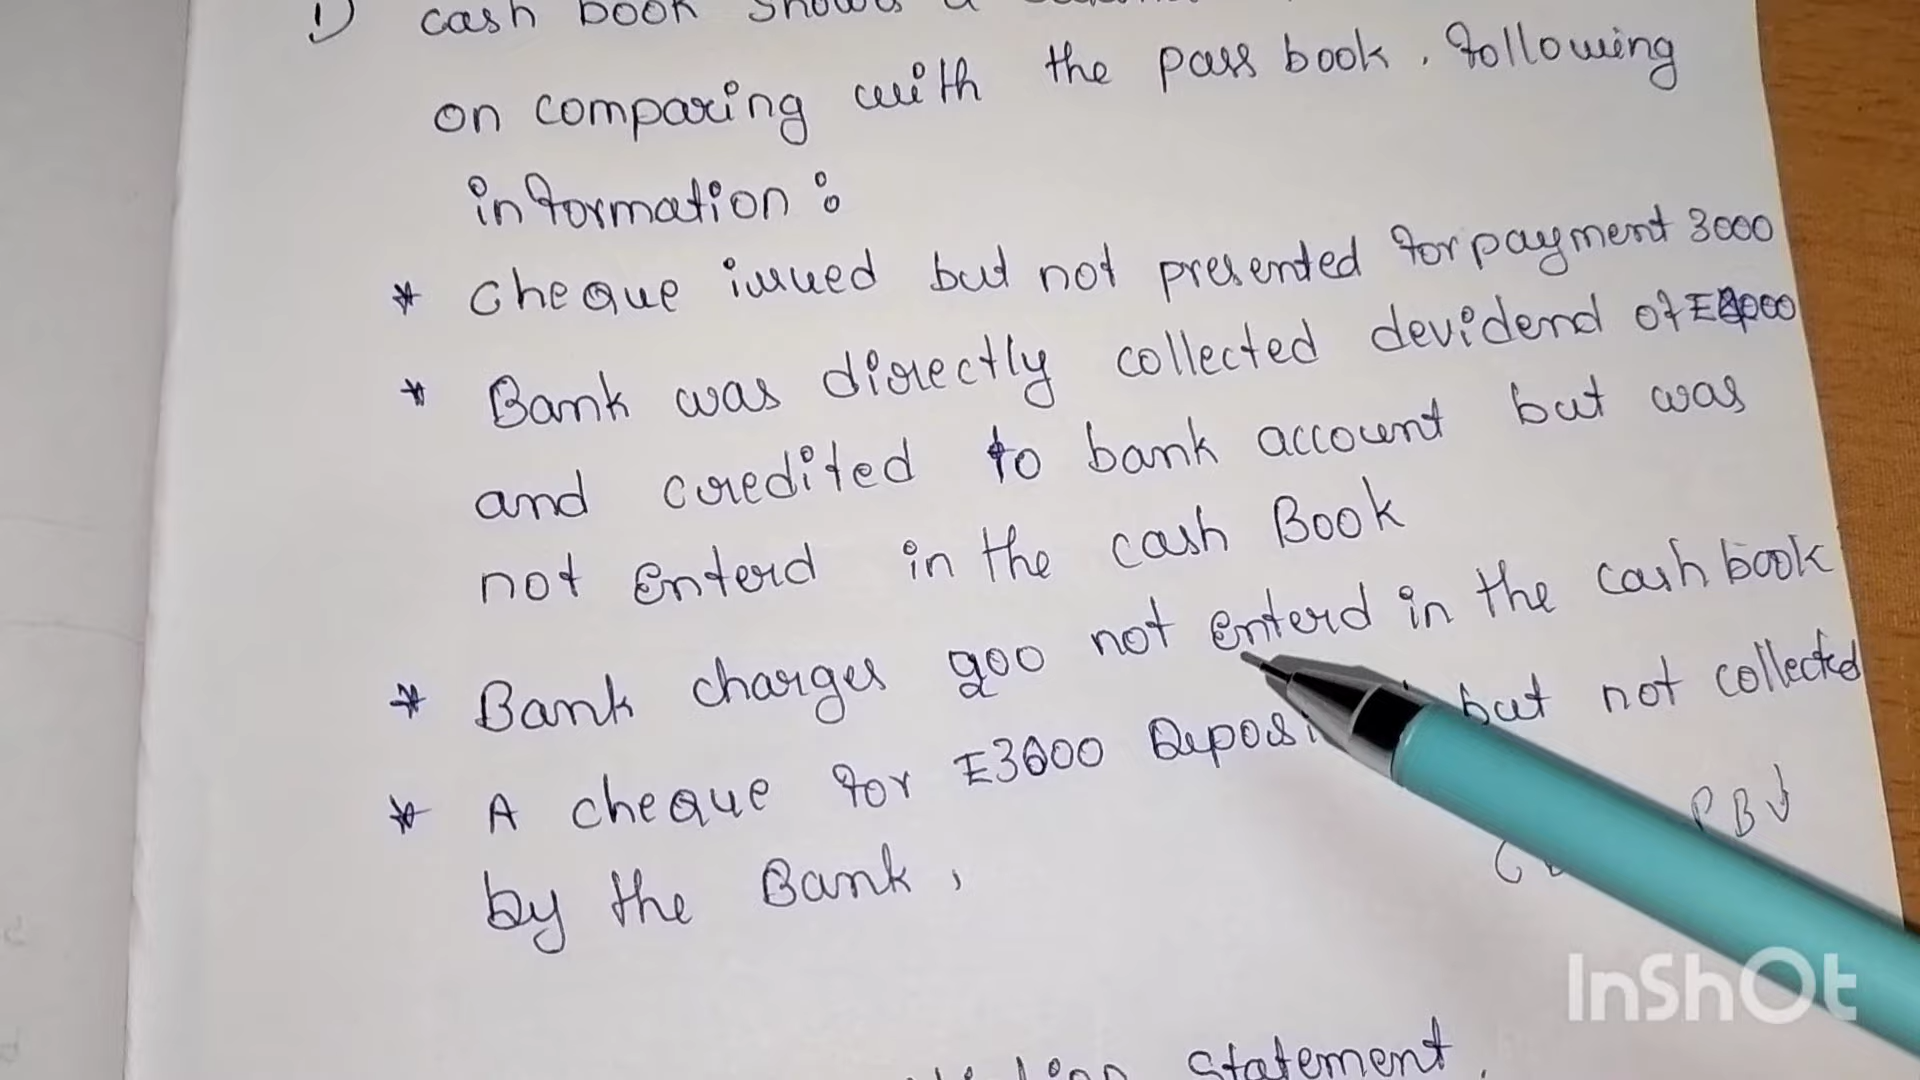 1) cash book shows a
on comparing with the pass book, following
information :
* cheque issued but not presented for payment 3000
* Bank was directly collected devidend of
and credited to bank account but was
not Enterd in the cash Book
* Bank charges not enterd in the cash book
* A cheque for but not collected
by the Bank,
PB
statement.
InShOt